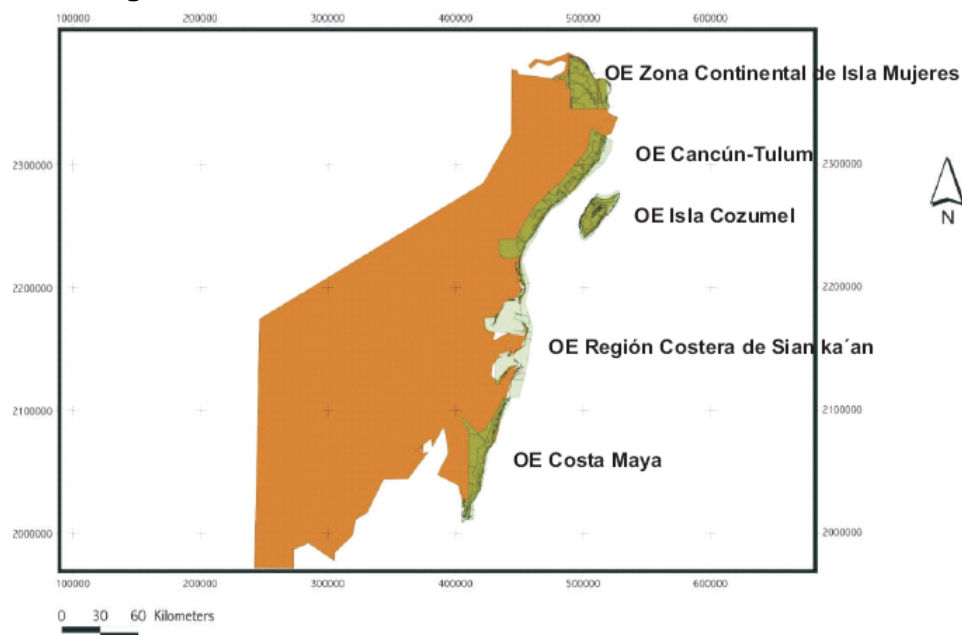 100000 200000 300000 400000 500000 600000
OE Zona Continental de Isla Mujeres
2300000 OE Cancún-Tulum 2300000
OE Isla Cozumel
N
2200000 2200000
OE Región Costera de Sian ka´an
2100000 2100000
OE Costa Maya
2000000 2000000
100000 200000 300000 400000 500000 600000
0 30 60 Kilometers